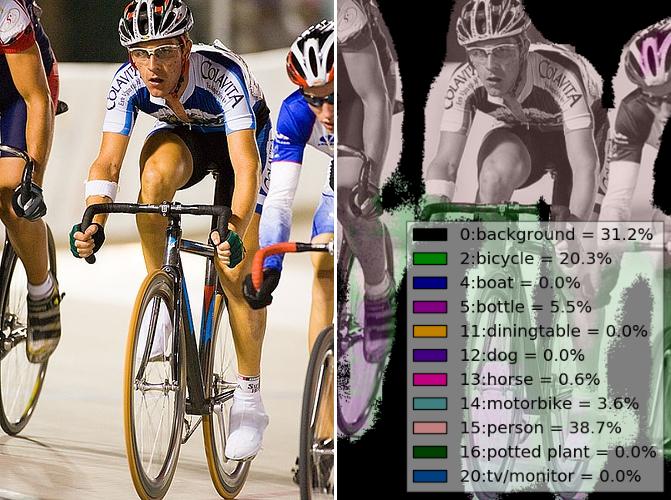 COLAVITA
COLAVITA
COLAVITA
COLAVITA
0:background = 31.2%
2:bicycle = 20.3%
4:boat = 0.0%
5:bottle = 5.5%
11:diningtable = 0.0%
12:dog = 0.0%
13:horse = 0.6%
14:motorbike = 3.6%
15:person = 38.7%
16:potted plant = 0.0%
20:tv/monitor = 0.0%